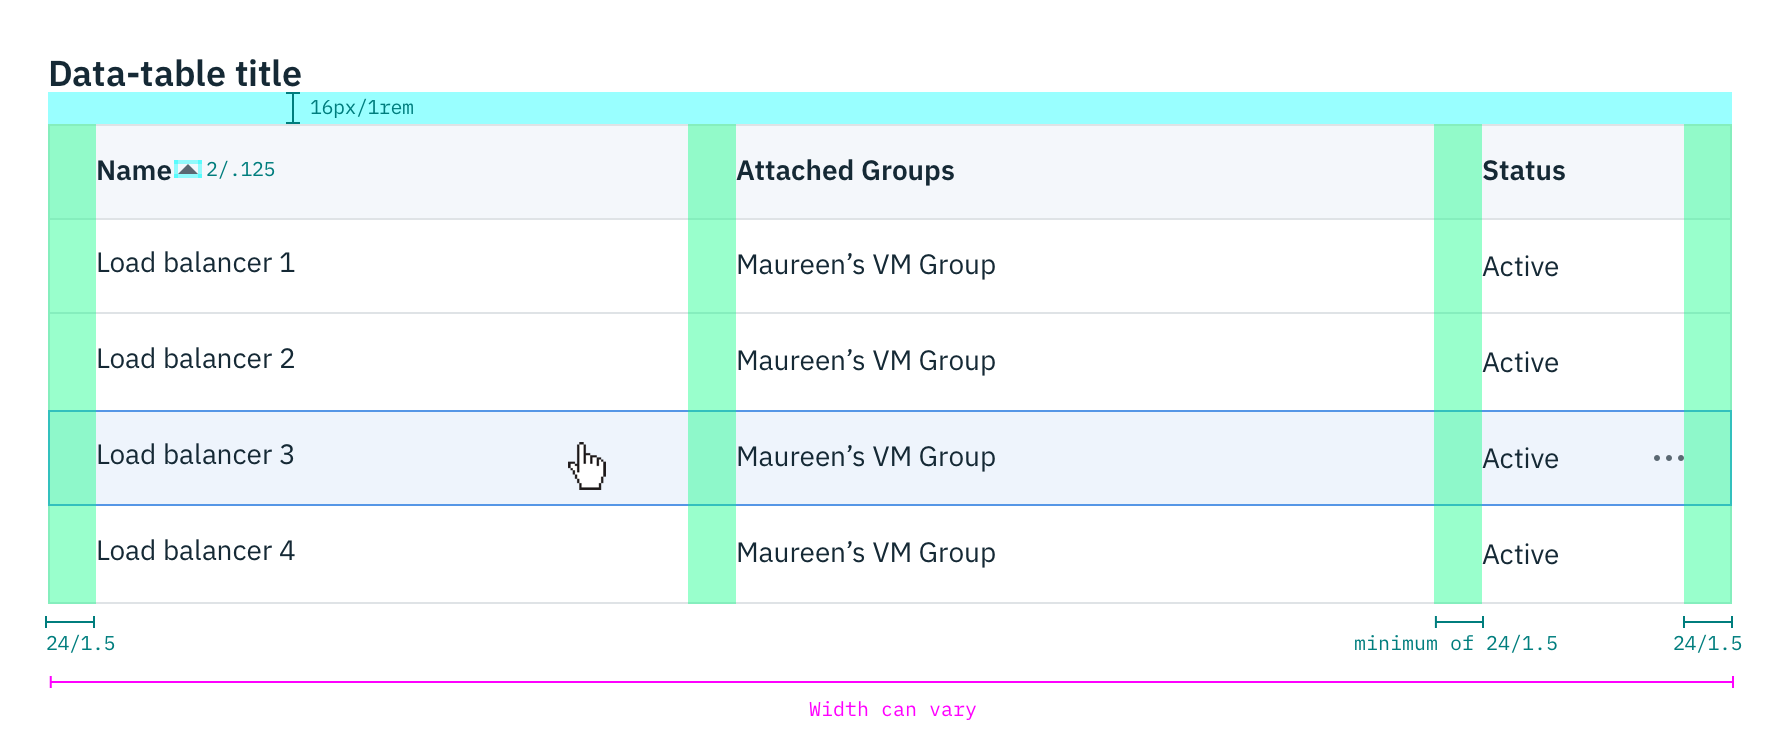 Data-table title
16px/1rem
Name 2/.125 Attached Groups Status
Load balancer 1 Maureen’s VM Group Active
Load balancer 2 Maureen’s VM Group Active
Load balancer 3 Maureen’s VM Group Active
Load balancer 4 Maureen’s VM Group Active
24/1.5 minimum of 24/1.5 24/1.5
Width can vary